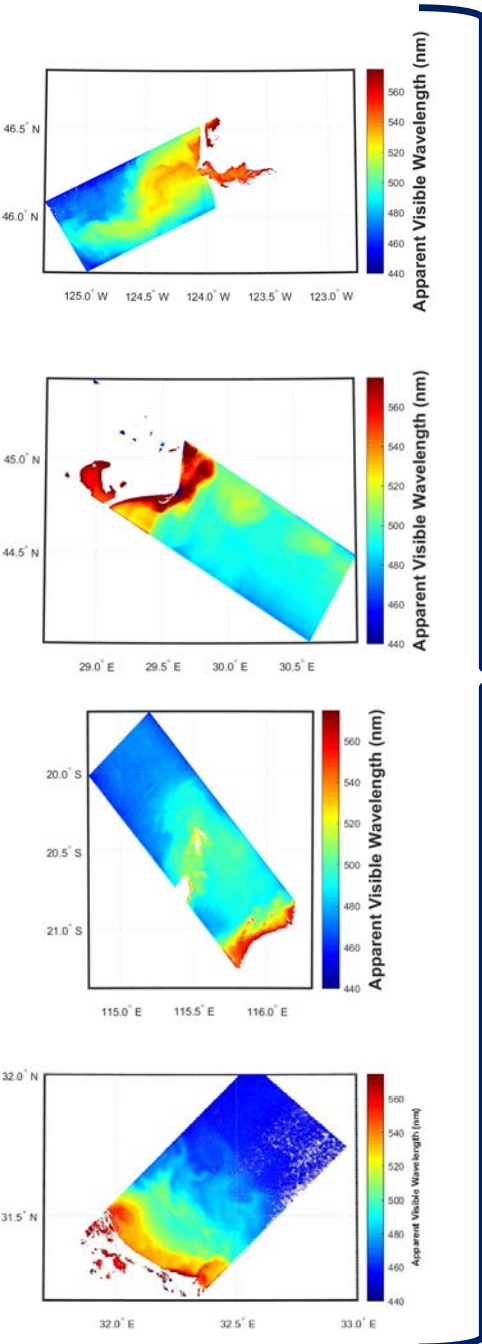 46.5° N
46.0° N
125.0° W 124.5° W 124.0° W 123.5° W 123.0° W
560
540
520
500
480
460
440
Apparent Visible Wavelength (nm)
45.0° N
44.5° N
29.0° E 29.5° E 30.0° E 30.5° E
560
540
520
500
480
460
440
Apparent Visible Wavelength (nm)
20.0° S
20.5° S
21.0° S
115.0° E 115.5° E 116.0° E
560
540
520
500
480
460
440
Apparent Visible Wavelength (nm)
32.0° N
31.5° N
32.0° E 32.5° E 33.0° E
560
540
520
500
480
460
440
Apparent Visible Wavelength (nm)